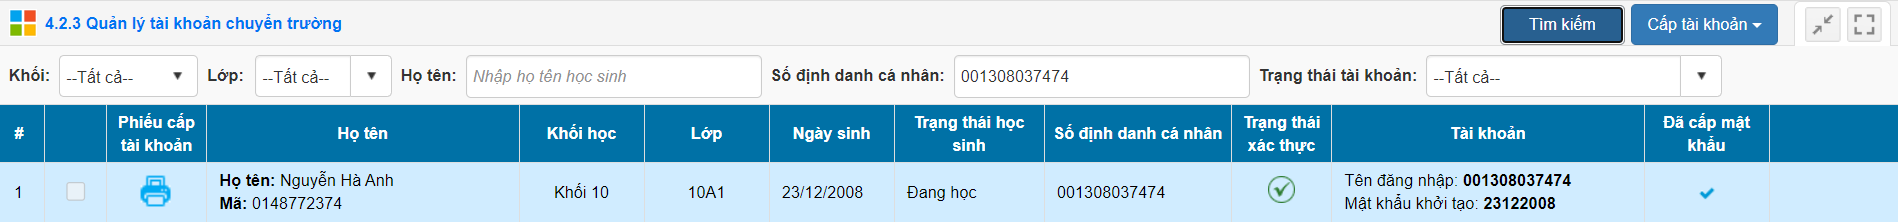 4.2.3 Quản lý tài khoản chuyển trường
Tìm kiếm
Cấp tài khoản
Khối: --Tất cả-- Lớp: --Tất cả-- Họ tên: Nhập họ tên học sinh Số định danh cá nhân: 001308037474 Trạng thái tài khoản: --Tất cả--
# Phiếu cấp tài khoản Họ tên Khối học Lớp Ngày sinh Trạng thái học sinh Số định danh cá nhân Trạng thái xác thực Tài khoản Đã cấp mật khẩu
1 Họ tên: Nguyễn Hà Anh
Mã: 0148772374
Khối 10 10A1 23/12/2008 Đang học 001308037474
Tên đăng nhập: 001308037474
Mật khẩu khởi tạo: 23122008